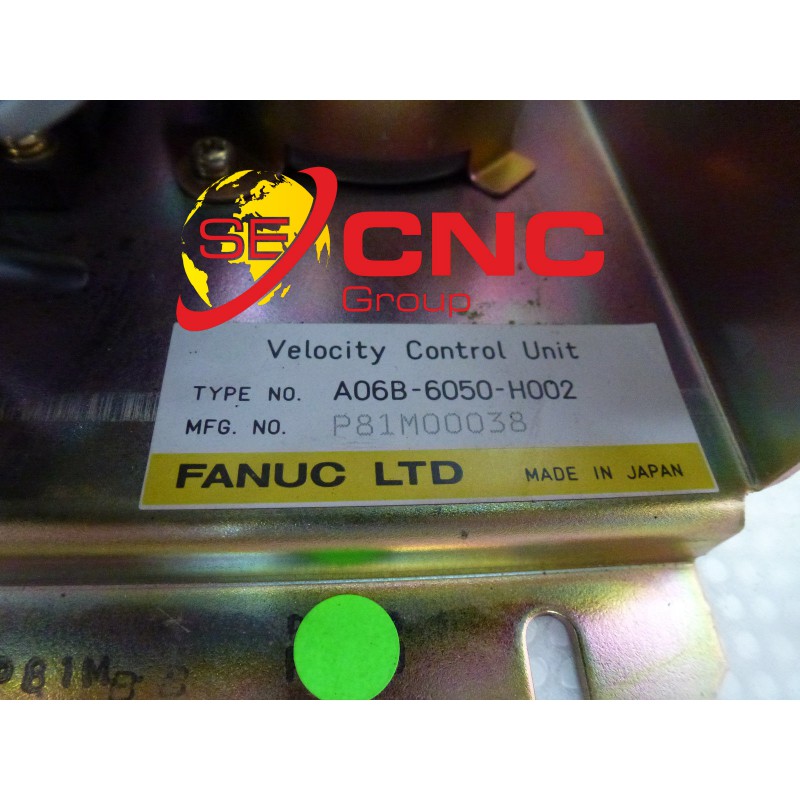 SE CNC
Group
Velocity Control Unit
TYPE NO. A06B-6050-H002
MFG. NO. P81M00038
FANUC LTD MADE IN JAPAN
P81M